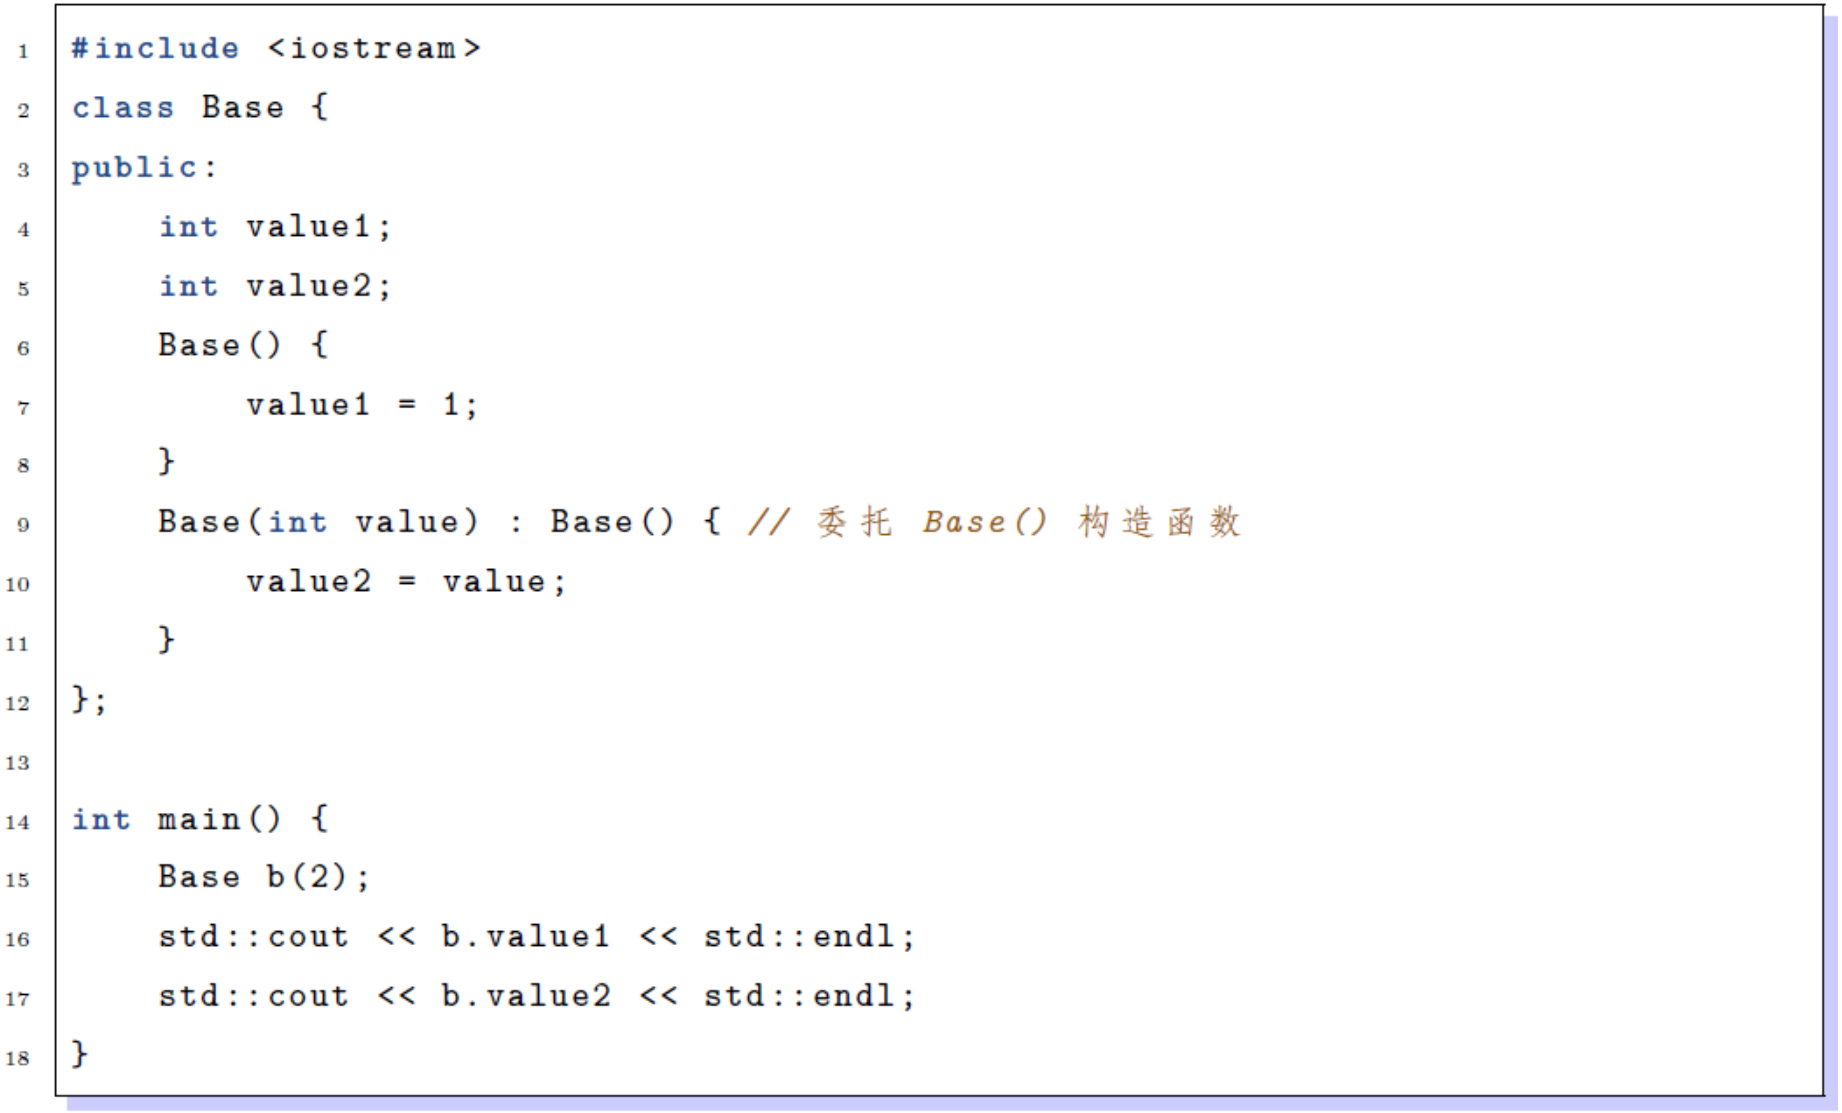 1 #include <iostream>
2 class Base {
3 public:
4     int value1;
5     int value2;
6     Base() {
7         value1 = 1;
8     }
9     Base(int value) : Base() { // 委托 Base() 构造函数
10         value2 = value;
11     }
12 };
13
14 int main() {
15     Base b(2);
16     std::cout << b.value1 << std::endl;
17     std::cout << b.value2 << std::endl;
18 }